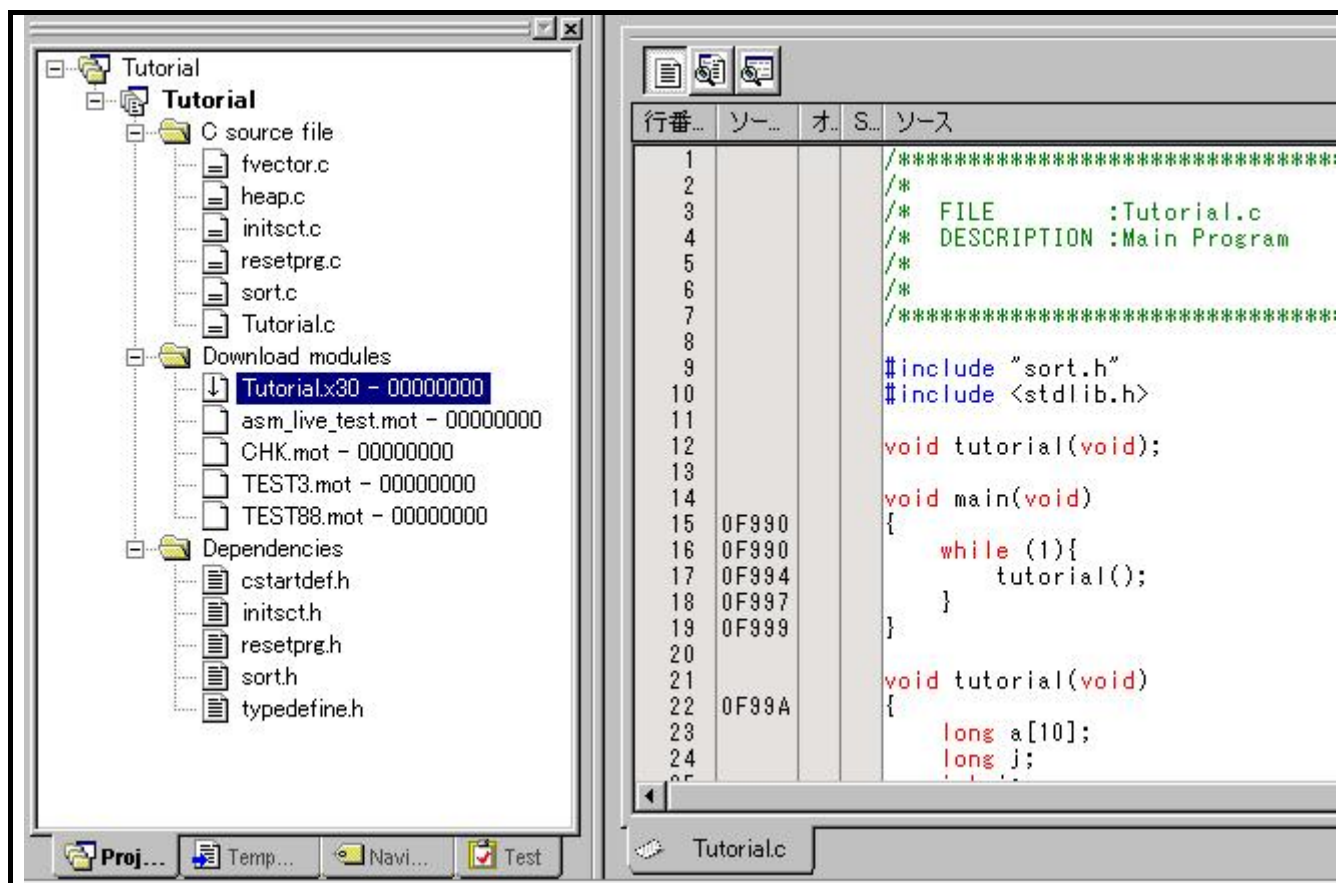 Tutorial
Tutorial
C source file
fvector.c
heap.c
initsct.c
resetprg.c
sort.c
Tutorial.c
Download modules
Tutorial.x30 - 00000000
asm_live_test.mot - 00000000
CHK.mot - 00000000
TEST3.mot - 00000000
TEST88.mot - 00000000
Dependencies
cstartdef.h
initsct.h
resetprg.h
sort.h
typedefine.h
Proj... Temp... Navi... Test
行番... ソー... オ.. S... ソース
1 /********************************
2 /*
3 /* FILE :Tutorial.c
4 /* DESCRIPTION :Main Program
5 /*
6 /*
7 /********************************
8
9 #include "sort.h"
10 #include <stdlib.h>
11
12 void tutorial(void);
13
14 void main(void)
15 0F990 {
16 0F990 while (1){
17 0F994 tutorial();
18 0F997 }
19 0F999 }
20
21 void tutorial(void)
22 0F99A {
23 long a[10];
24 long j;
Tutorial.c